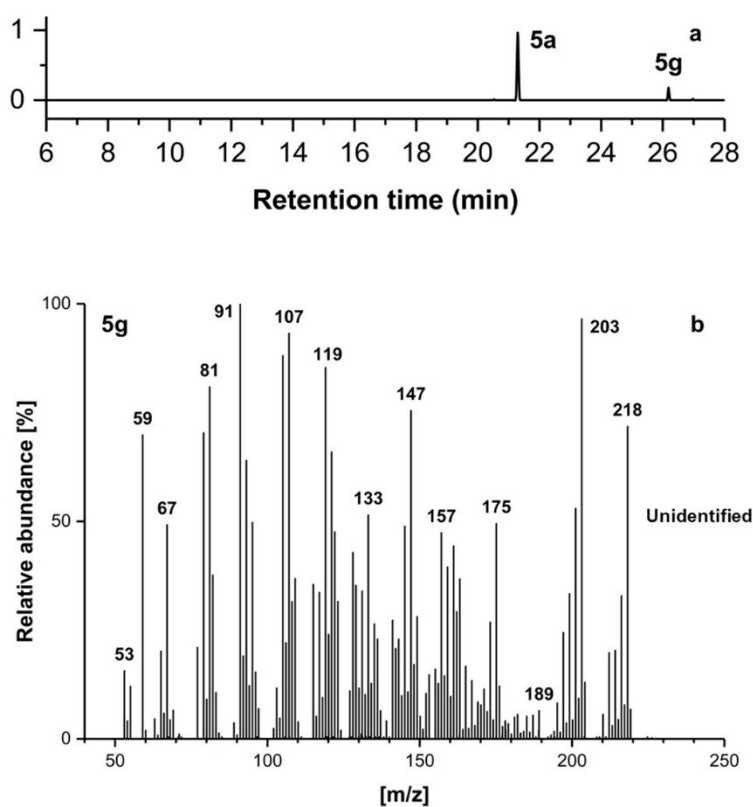 1
5a
a
5g
0
6 8 10 12 14 16 18 20 22 24 26 28
Retention time (min)
100
5g
91
107
b
203
119
81
147
218
59
Unidentified
50
67
133
157
175
53
189
0
50 100 150 200 250
Relative abundance [%]
[m/z]